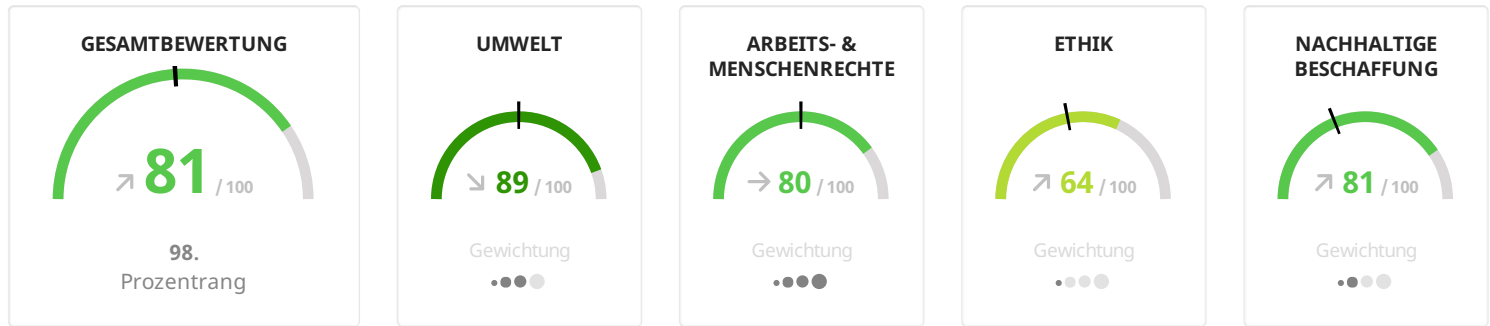 GESAMTBEWERTUNG
81 / 100
98.
Prozentrang
UMWELT
89 / 100
Gewichtung
ARBEITS- &
MENSCHENRECHTE
80 / 100
Gewichtung
ETHIK
64 / 100
Gewichtung
NACHHALTIGE
BESCHAFFUNG
81 / 100
Gewichtung